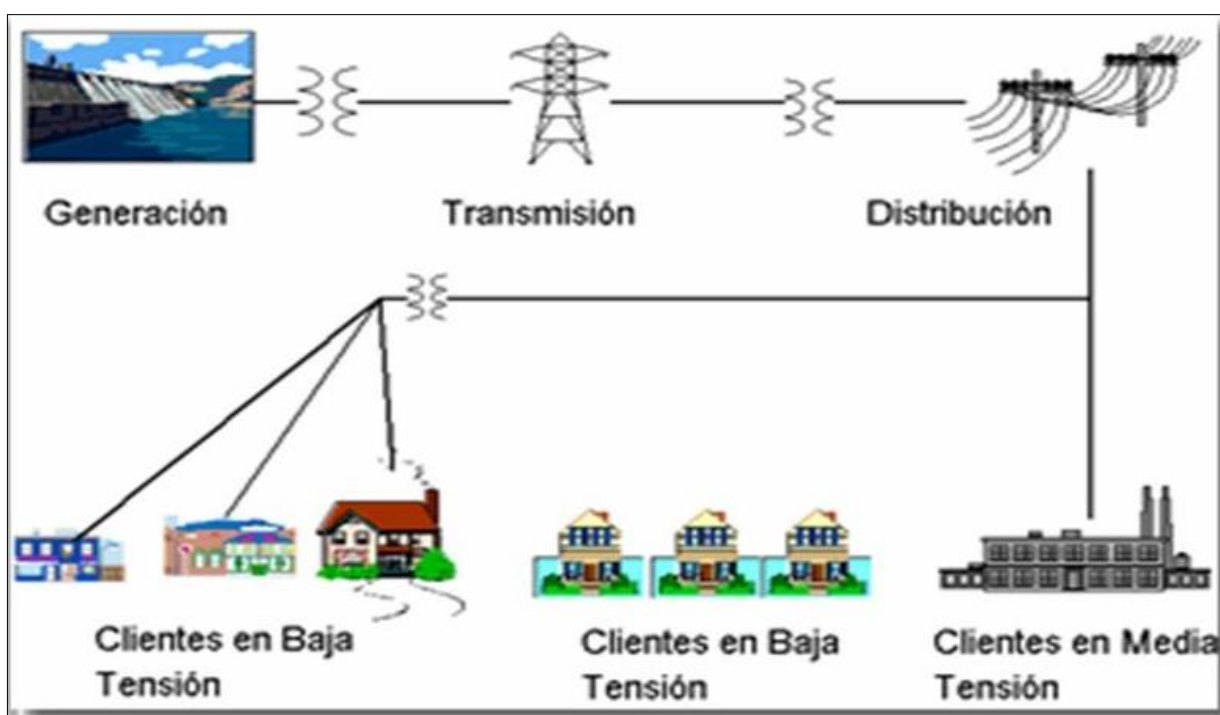 Generación
Transmisión
Distribución
Clientes en Baja
Tensión
Clientes en Baja
Tensión
Clientes en Media
Tensión